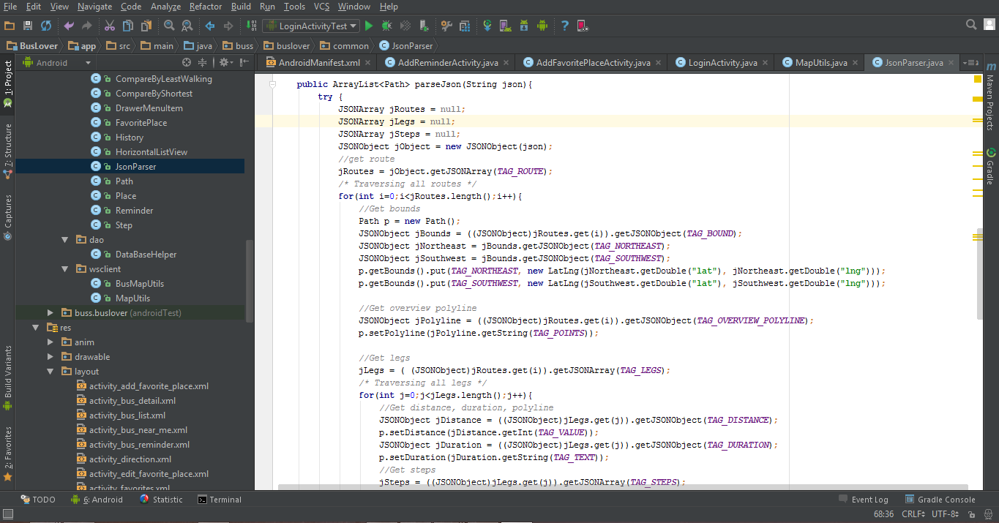 File Edit View Navigate Code Analyze Refactor Build Run Tools VCS Window Help
LoginActivityTest
BusLover app src main java buss buslover common JsonParser
Android
AndroidManifest.xml AddReminderActivity.java AddFavoritePlaceActivity.java LoginActivity.java MapUtils.java JsonParser.java
1: Project
7: Structure
Captures
Build Variants
2: Favorites
CompareByLeastWalking
CompareByShortest
DrawerMenuItem
FavoritePlace
History
HorizontalListView
JsonParser
Path
Place
Reminder
Step
dao
DataBaseHelper
wsclient
BusMapUtils
MapUtils
buss.buslover (androidTest)
res
anim
drawable
layout
activity_add_favorite_place.xml
activity_bus_detail.xml
activity_bus_list.xml
activity_bus_near_me.xml
activity_bus_reminder.xml
activity_direction.xml
activity_edit_favorite_place.xml
activity_favorites.xml
public ArrayList<Path> parseJson(String json){
try {
JSONArray jRoutes = null;
JSONArray jLegs = null;
JSONArray jSteps = null;
JSONObject jObject = new JSONObject(json);
//get route
jRoutes = jObject.getJSONArray(TAG_ROUTE);
/* Traversing all routes */
for(int i=0;i<jRoutes.length();i++){
//Get bounds
Path p = new Path();
JSONObject jBounds = ((JSONObject)jRoutes.get(i)).getJSONObject(TAG_BOUND);
JSONObject jNortheast = jBounds.getJSONObject(TAG_NORTHEAST);
JSONObject jSouthwest = jBounds.getJSONObject(TAG_SOUTHWEST);
p.getBounds().put(TAG_NORTHEAST, new LatLng(jNortheast.getDouble("lat"), jNortheast.getDouble("lng")));
p.getBounds().put(TAG_SOUTHWEST, new LatLng(jSouthwest.getDouble("lat"), jSouthwest.getDouble("lng")));
//Get overview polyline
JSONObject jPolyline = ((JSONObject)jRoutes.get(i)).getJSONObject(TAG_OVERVIEW_POLYLINE);
p.setPolyline(jPolyline.getString(TAG_POINTS));
//Get legs
jLegs = ( (JSONObject)jRoutes.get(i)).getJSONArray(TAG_LEGS);
/* Traversing all legs */
for(int j=0;j<jLegs.length();j++){
//Get distance, duration, polyline
JSONObject jDistance = ((JSONObject)jLegs.get(j)).getJSONObject(TAG_DISTANCE);
p.setDistance(jDistance.getInt(TAG_VALUE));
JSONObject jDuration = ((JSONObject)jLegs.get(j)).getJSONObject(TAG_DURATION);
p.setDuration(jDuration.getString(TAG_TEXT));
//Get steps
jSteps = ((JSONObject)jLegs.get(j)).getJSONArray(TAG_STEPS);
Maven Projects
Gradle
TODO 6: Android Statistic Terminal Event Log Gradle Console
68:36 CRLF UTF-8